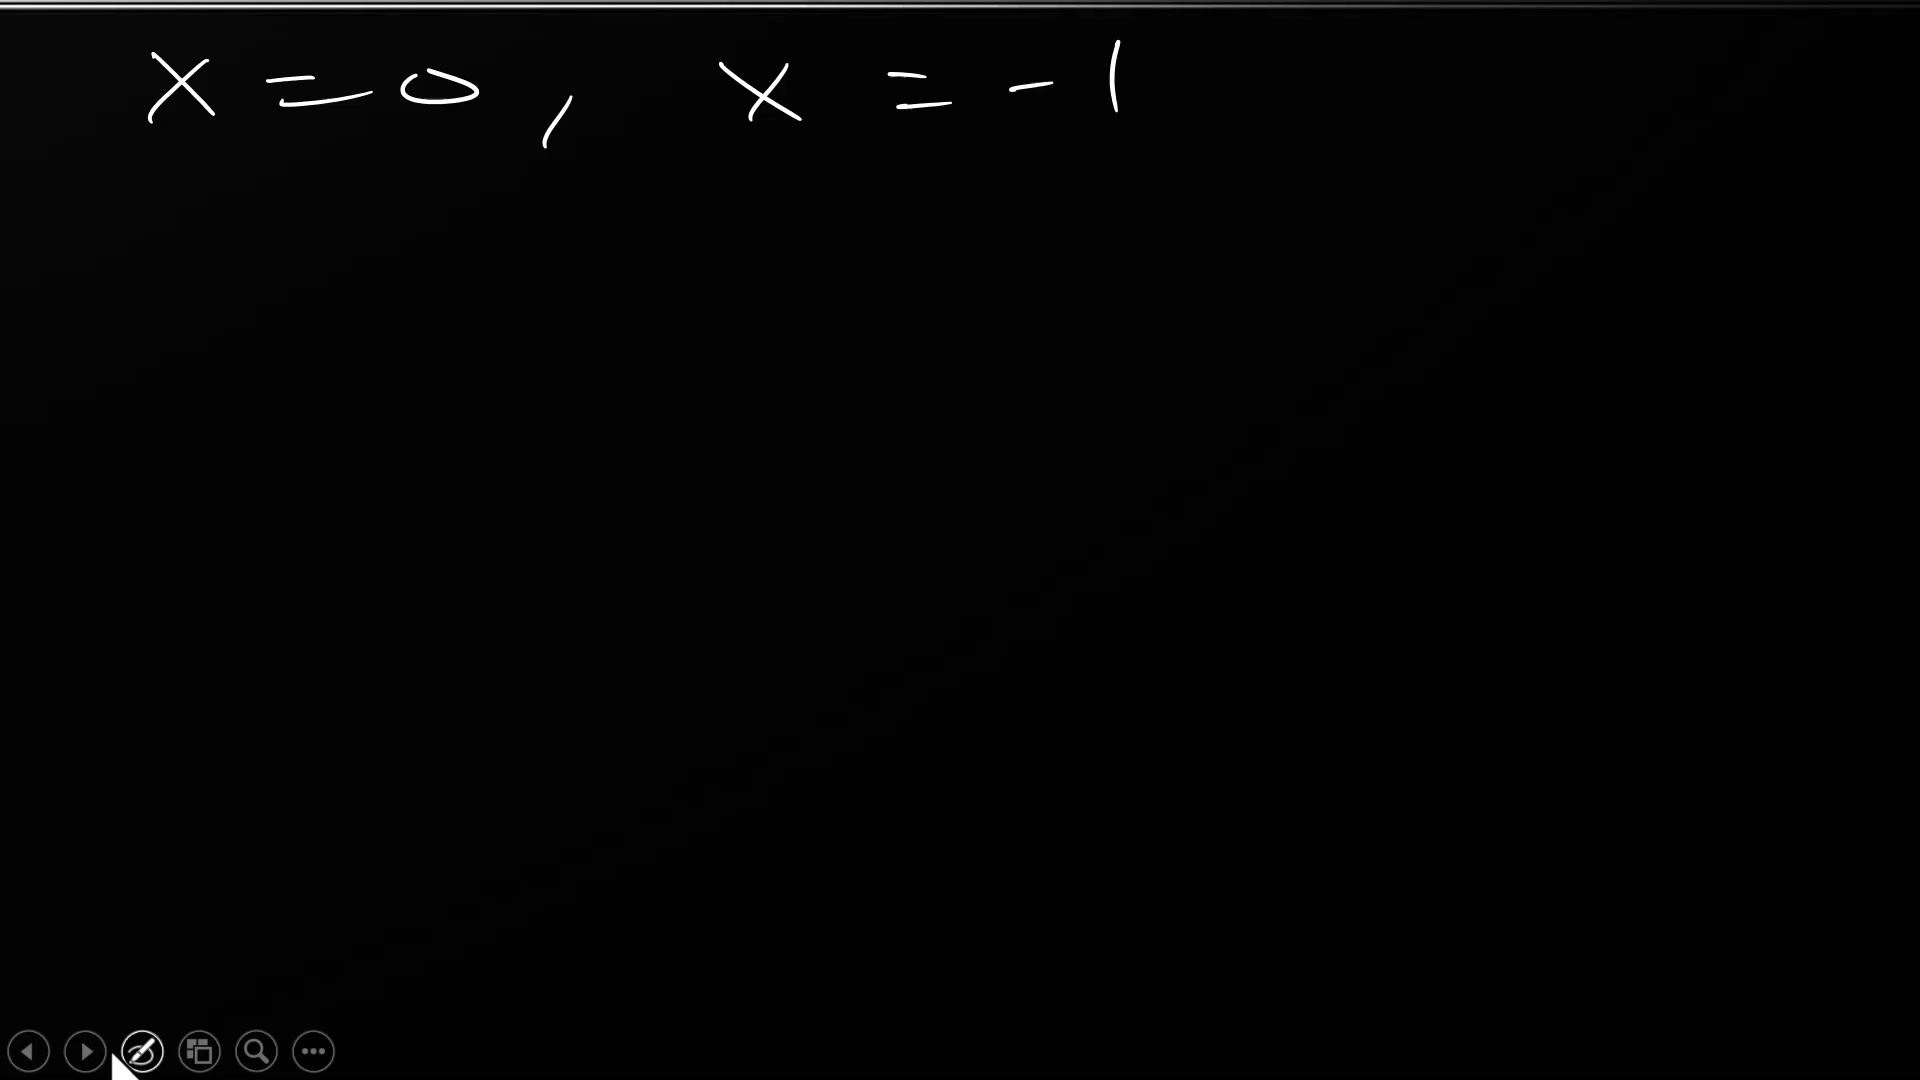 x = 0 , x = - 1